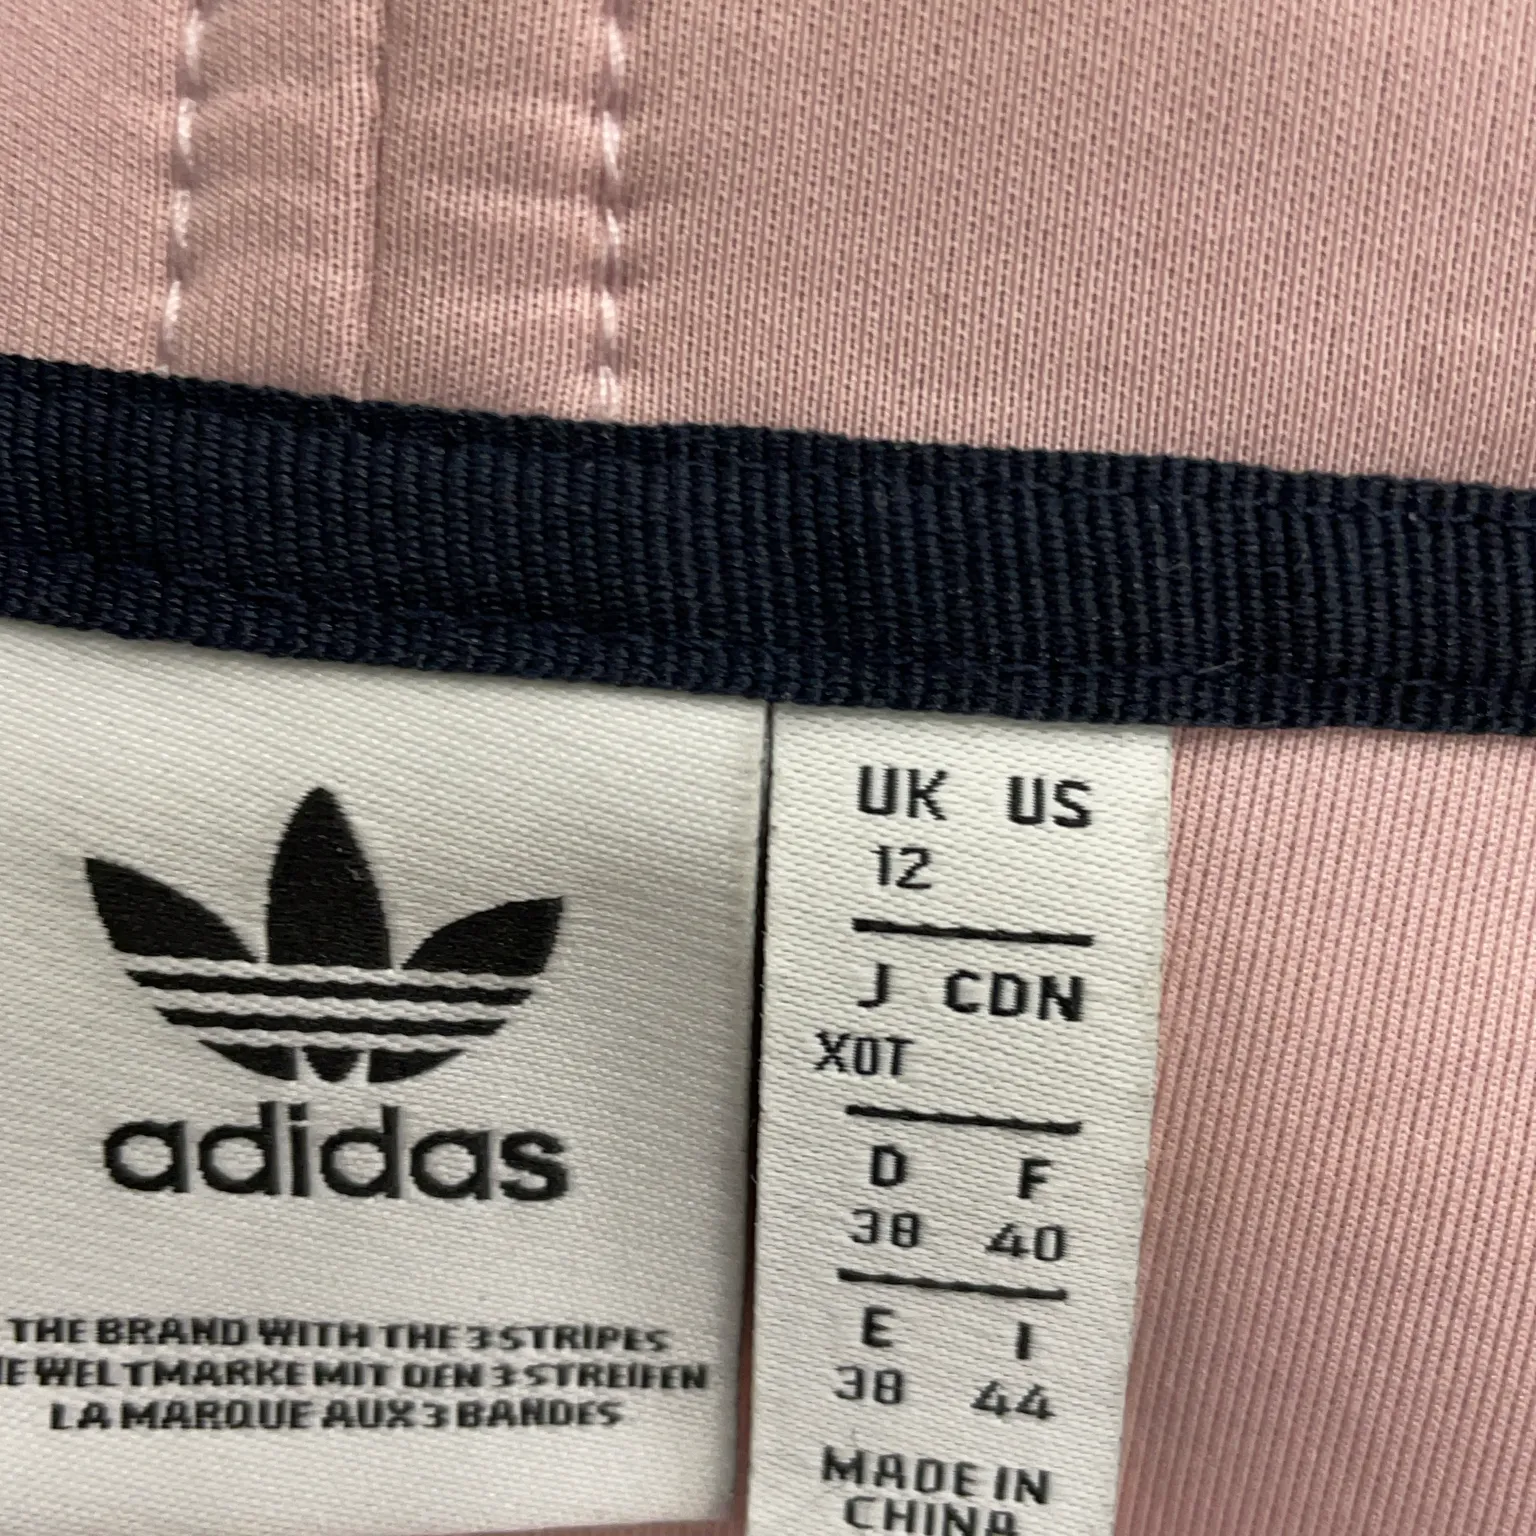 adidas
THE BRAND WITH THE 3 STRIPES
E WELTMARKE MIT DEN 3 STREIFEN
LA MARQUE AUX 3 BANDES
UK US
12
J CDN
XOT
D F
38 40
E I
38 44
MADE IN
CHINA